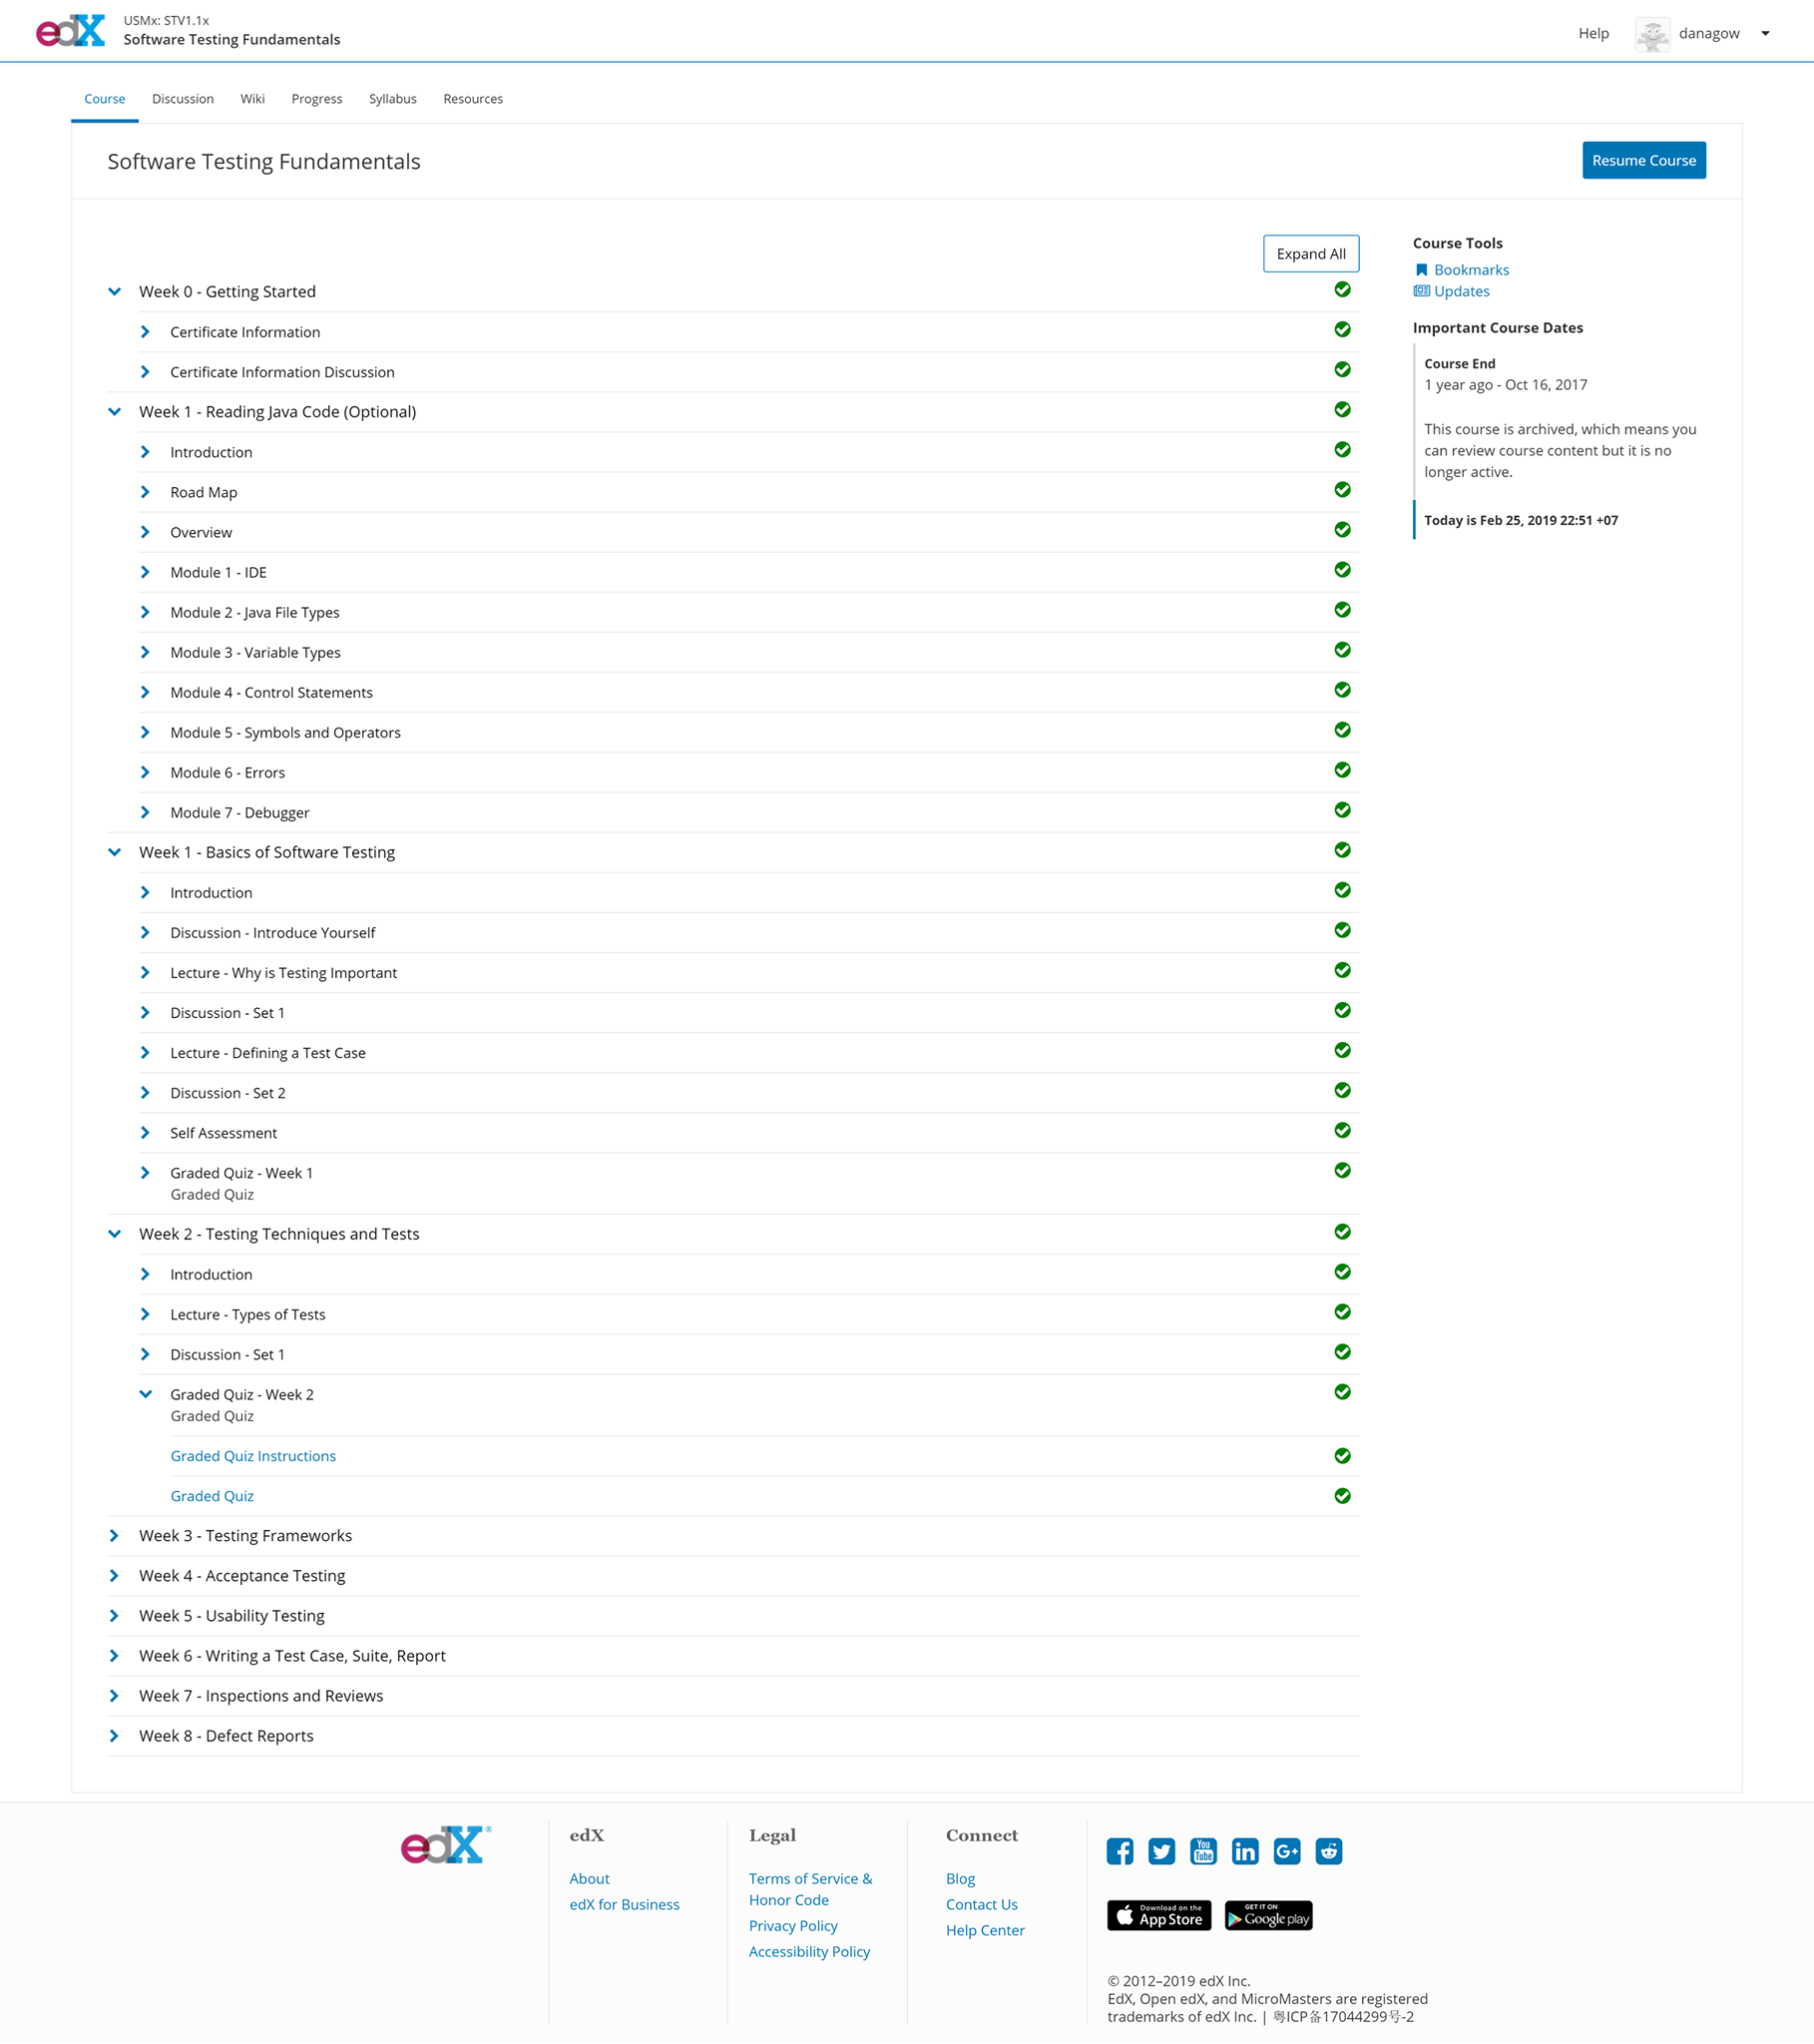 edX
USMx: STV1.1x
Software Testing Fundamentals
Help
danagow
Course
Discussion
Wiki
Progress
Syllabus
Resources
Software Testing Fundamentals
Resume Course
Expand All
Week 0 - Getting Started
Certificate Information
Certificate Information Discussion
Week 1 - Reading Java Code (Optional)
Introduction
Road Map
Overview
Module 1 - IDE
Module 2 - Java File Types
Module 3 - Variable Types
Module 4 - Control Statements
Module 5 - Symbols and Operators
Module 6 - Errors
Module 7 - Debugger
Week 1 - Basics of Software Testing
Introduction
Discussion - Introduce Yourself
Lecture - Why is Testing Important
Discussion - Set 1
Lecture - Defining a Test Case
Discussion - Set 2
Self Assessment
Graded Quiz - Week 1
Graded Quiz
Week 2 - Testing Techniques and Tests
Introduction
Lecture - Types of Tests
Discussion - Set 1
Graded Quiz - Week 2
Graded Quiz
Graded Quiz Instructions
Graded Quiz
Week 3 - Testing Frameworks
Week 4 - Acceptance Testing
Week 5 - Usability Testing
Week 6 - Writing a Test Case, Suite, Report
Week 7 - Inspections and Reviews
Week 8 - Defect Reports
Course Tools
Bookmarks
Updates
Important Course Dates
Course End
1 year ago - Oct 16, 2017
This course is archived, which means you
can review course content but it is no
longer active.
Today is Feb 25, 2019 22:51 +07
edX®
edX
About
edX for Business
Legal
Terms of Service &
Honor Code
Privacy Policy
Accessibility Policy
Connect
Blog
Contact Us
Help Center
You
Tube
in
G+
Download on the
App Store
GET IT ON
Google play
© 2012–2019 edX Inc.
EdX, Open edX, and MicroMasters are registered
trademarks of edX Inc. | 粤ICP备17044299号-2